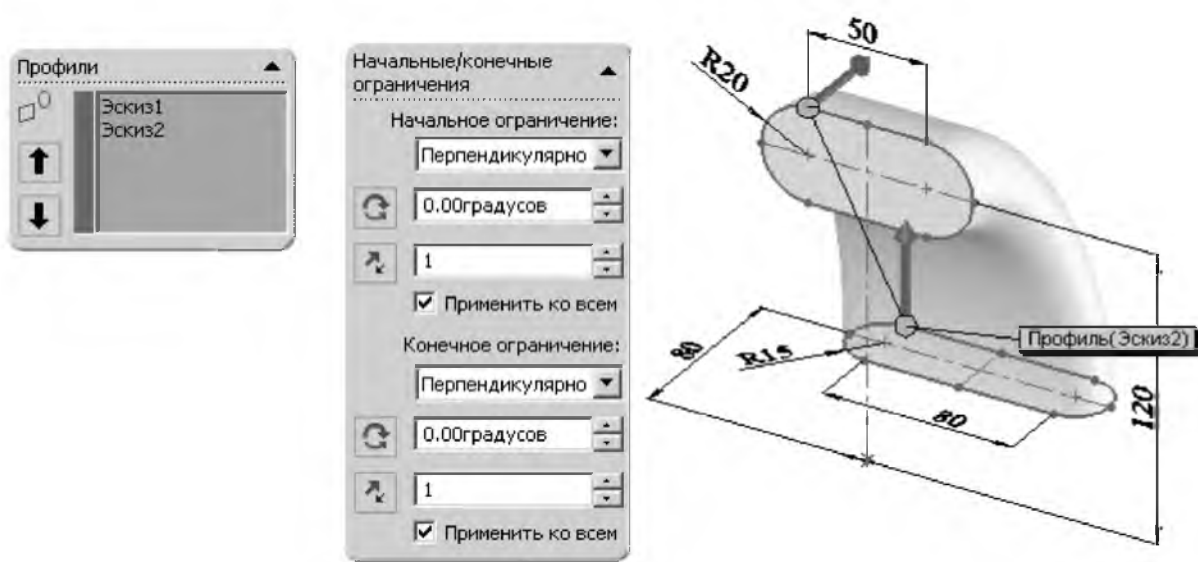 Профили
Эскиз1
Эскиз2
Начальные/конечные
ограничения
Начальное ограничение:
Перпендикулярно
0.00градусов
1
Применить ко всем
Конечное ограничение:
Перпендикулярно
0.00градусов
1
Применить ко всем
50
R20
Профиль(Эскиз2)
80
R15
80
120